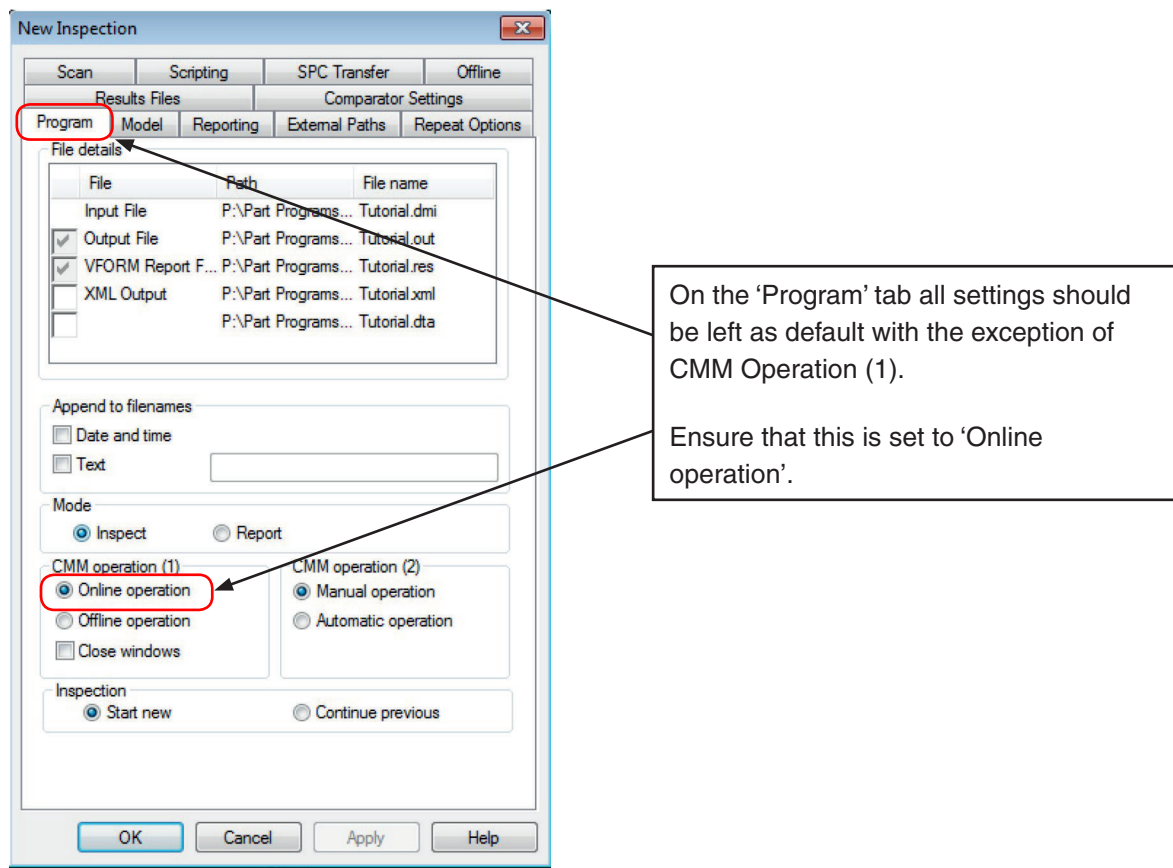 New Inspection
Scan Scripting SPC Transfer Offline
Results Files Comparator Settings
Program Model Reporting External Paths Repeat Options
File details
File Path File name
Input File P:\Part Programs... Tutorial.dmi
Output File P:\Part Programs... Tutorial.out
VFORM Report F... P:\Part Programs... Tutorial.res
XML Output P:\Part Programs... Tutorial.xml
P:\Part Programs... Tutorial.dta
Append to filenames
Date and time
Text
Mode
Inspect Report
CMM operation (1) CMM operation (2)
Online operation Manual operation
Offline operation Automatic operation
Close windows
Inspection
Start new Continue previous
OK Cancel Apply Help
On the ‘Program’ tab all settings should
be left as default with the exception of
CMM Operation (1).
Ensure that this is set to ‘Online
operation’.